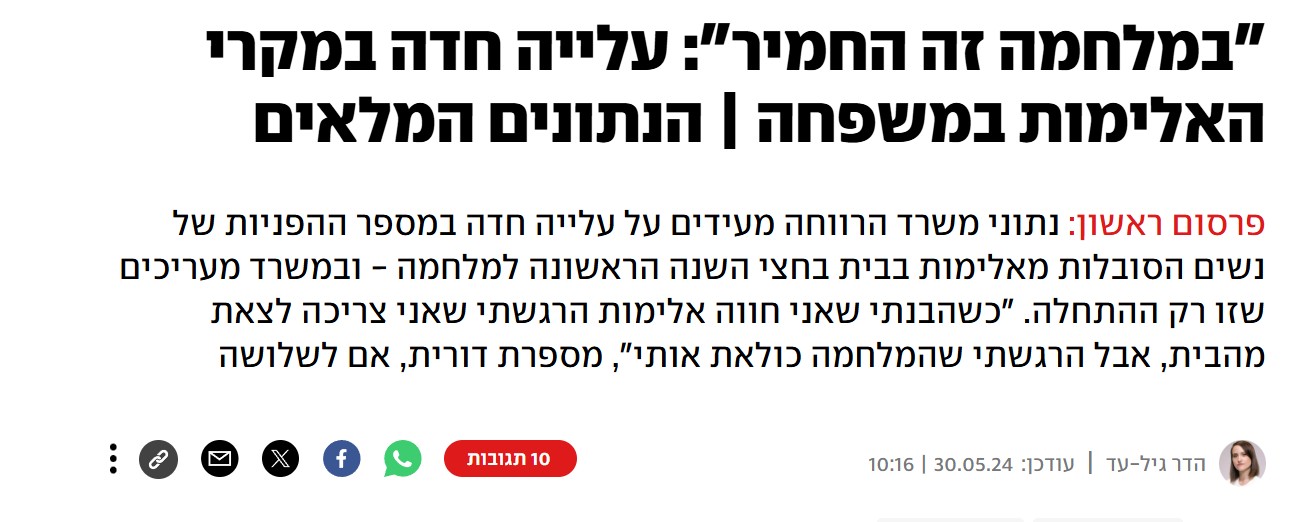 "במלחמה זה החמיר": עלייה חדה במקרי
האלימות במשפחה | הנתונים המלאים
פרסום ראשון: נתוני משרד הרווחה מעידים על עלייה חדה במספר ההפניות של
נשים הסובלות מאלימות בבית בחצי השנה הראשונה למלחמה - ובמשרד מעריכים
שזו רק ההתחלה. "כשהבנתי שאני חווה אלימות הרגשתי שאני צריכה לצאת
מהבית, אבל הרגשתי שהמלחמה כולאת אותי", מספרת דורית, אם לשלושה
הדר גיל-עד | עודכן: 30.05.24 | 10:16
10 תגובות